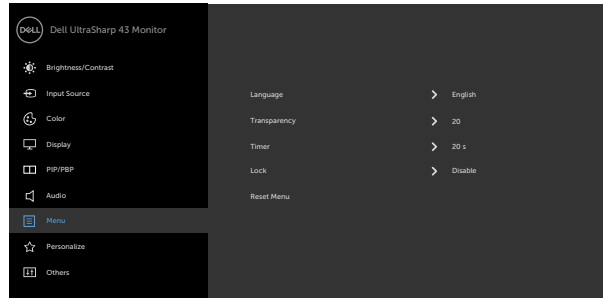 DELL Dell UltraSharp 43 Monitor
Brightness/Contrast
Input Source
Language English
Color
Transparency 20
Display
Timer 20 s
PIP/PBP
Lock Disable
Audio
Reset Menu
Menu
Personalize
Others